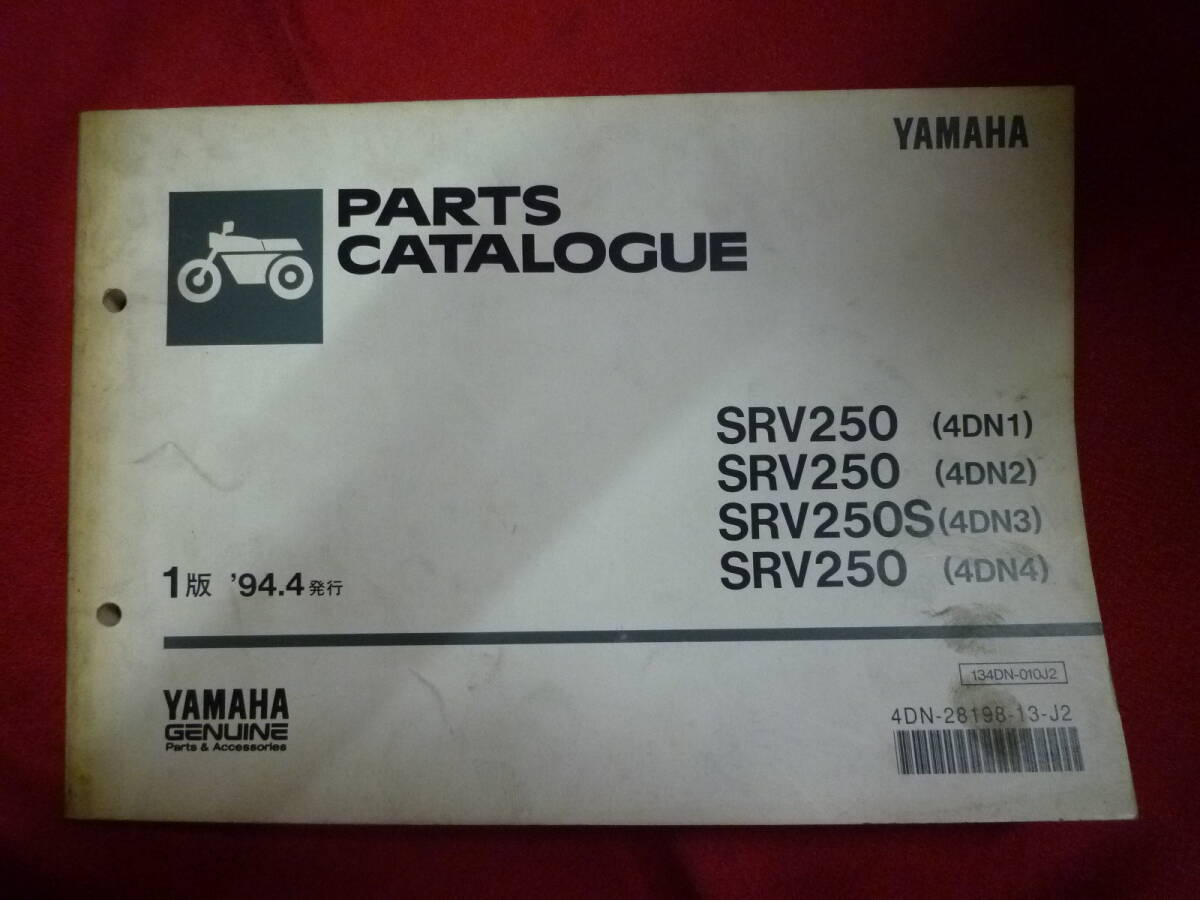 YAMAHA
PARTS
CATALOGUE
SRV250 (4DN1)
SRV250 (4DN2)
SRV250S (4DN3)
SRV250 (4DN4)
1版 '94.4発行
134DN-010J2
4DN-28198-13-J2
YAMAHA
GENUINE
Parts & Accessories